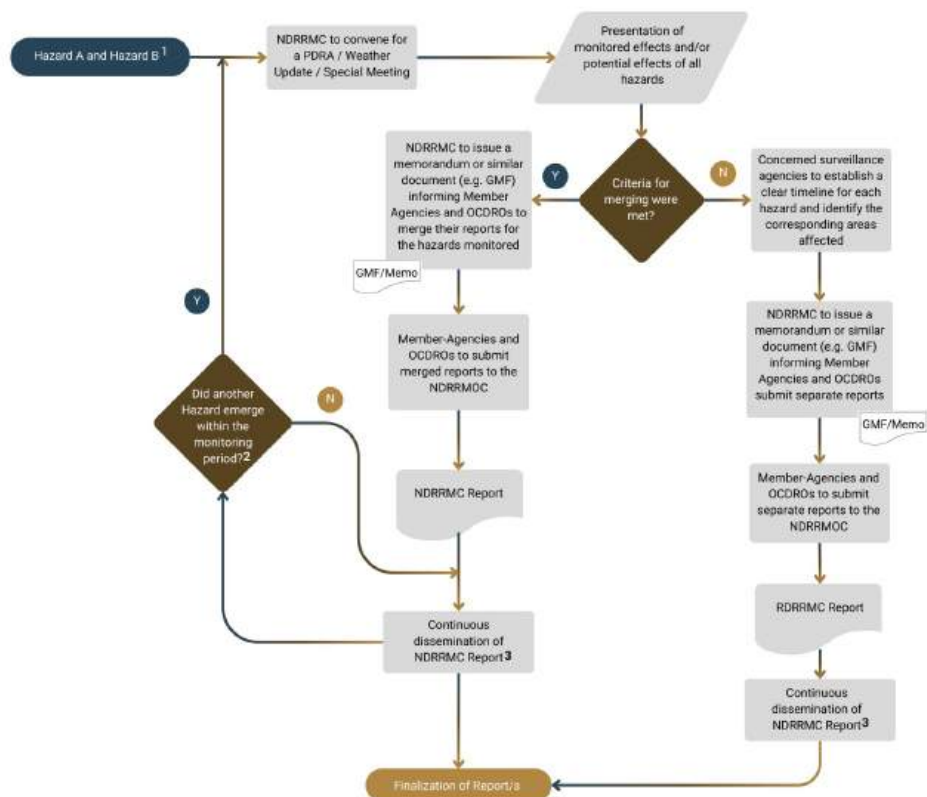 Hazard A and Hazard B 1
NDRRMC to convene for
a PDRA / Weather
Update / Special Meeting
Presentation of
monitored effects and/or
potential effects of all
hazards
NDRRMC to issue a
memorandum or similar
document (e.g. GMF)
informing Member
Agencies and OCDROs to
merge their reports for
the hazards monitored
GMF/Memo
Y
Criteria for
merging were
met?
N
Concerned surveillance
agencies to establish a
clear timeline for each
hazard and identify the
corresponding areas
affected
Y
Did another
Hazard emerge
within the
monitoring
period?2
N
Member-Agencies and
OCDROs to submit
merged reports to the
NDRRMOC
NDRRMC to issue a
memorandum or similar
document (e.g. GMF)
informing Member
Agencies and OCDROs
submit separate reports
GMF/Memo
NDRRMC Report
Member-Agencies and
OCDROs to submit
separate reports to the
NDRRMOC
RDRRMC Report
Continuous
dissemination of
NDRRMC Report3
Continuous
dissemination of
NDRRMC Report3
Finalization of Report/a